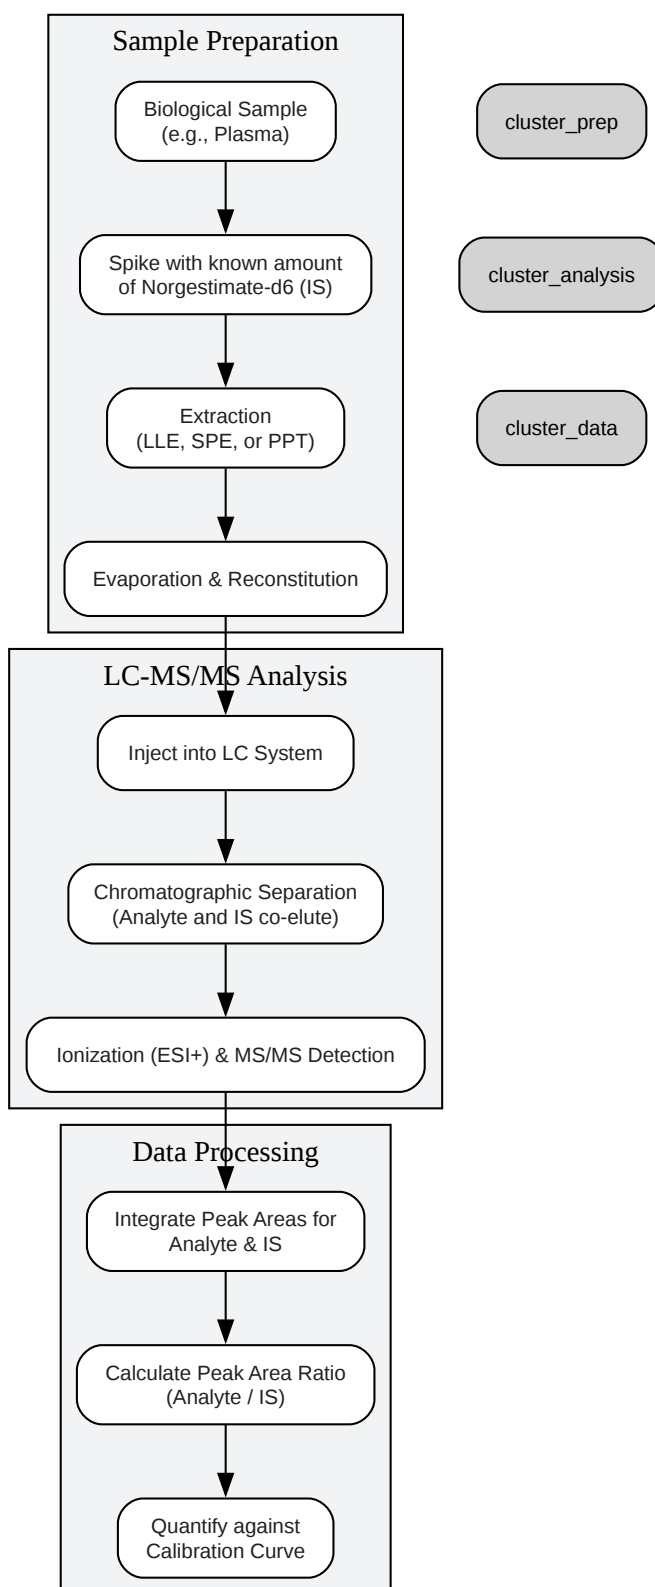 Sample Preparation
Biological Sample
(e.g., Plasma)
cluster_prep
Spike with known amount
of Norgestimate-d6 (IS)
cluster_analysis
Extraction
(LLE, SPE, or PPT)
cluster_data
Evaporation & Reconstitution
LC-MS/MS Analysis
Inject into LC System
Chromatographic Separation
(Analyte and IS co-elute)
Ionization (ESI+) & MS/MS Detection
Data Processing
Integrate Peak Areas for
Analyte & IS
Calculate Peak Area Ratio
(Analyte / IS)
Quantify against
Calibration Curve